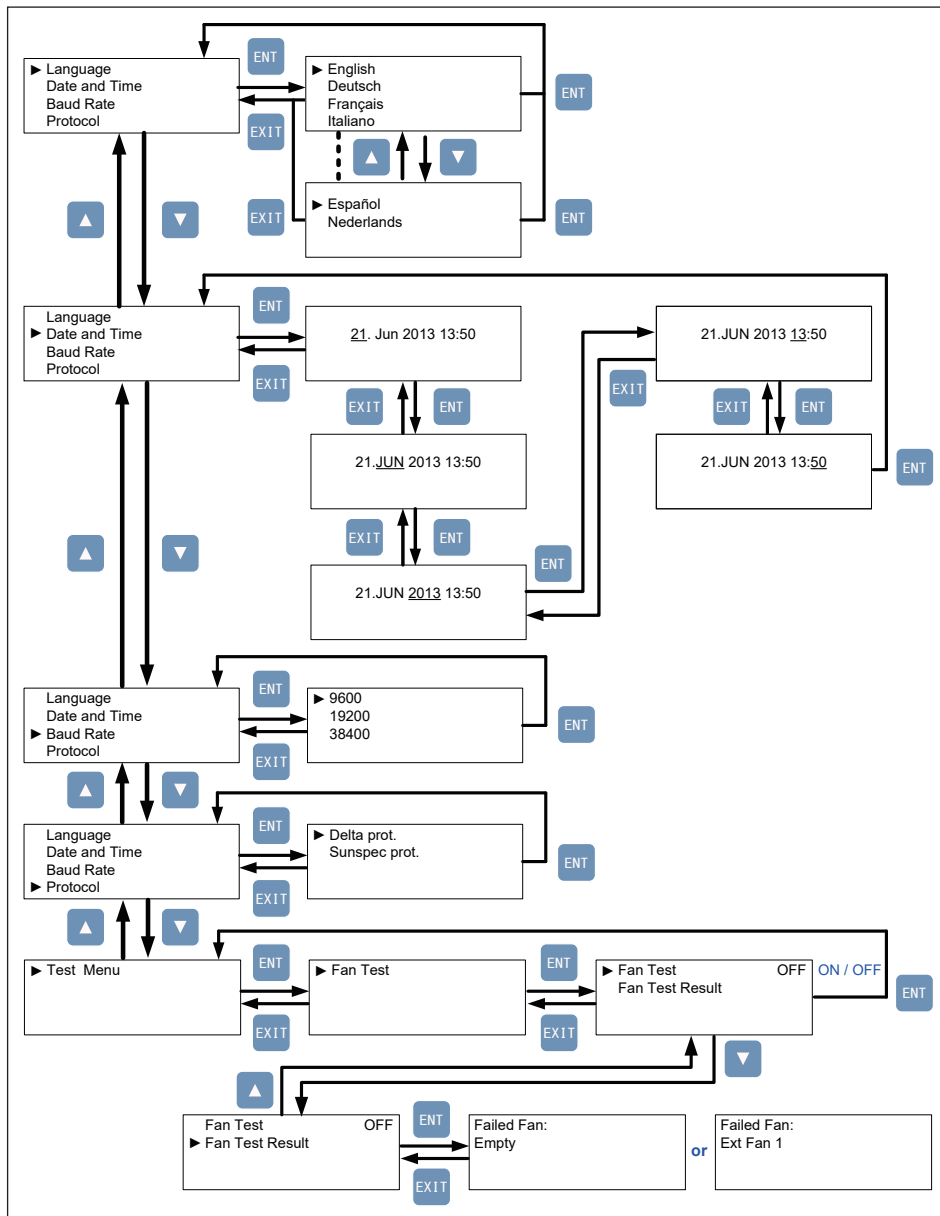 ENT
► Language
Date and Time
Baud Rate
Protocol
► English
Deutsch
Français
Italiano
ENT
EXIT
▲
▼
► Español
Nederlands
EXIT
ENT
▲
▼
ENT
Language
► Date and Time
Baud Rate
Protocol
21. Jun 2013 13:50
21.JUN 2013 13:50
EXIT
EXIT
EXIT
ENT
EXIT
ENT
21.JUN 2013 13:50
21.JUN 2013 13:50
ENT
EXIT
ENT
▲
▼
ENT
21.JUN 2013 13:50
Language
Date and Time
► Baud Rate
Protocol
ENT
► 9600
19200
38400
ENT
EXIT
▲
▼
Language
Date and Time
Baud Rate
► Protocol
ENT
► Delta prot.
Sunspec prot.
ENT
EXIT
▲
▼
► Test Menu
ENT
► Fan Test
ENT
► Fan Test OFF
Fan Test Result
ON / OFF
ENT
EXIT
EXIT
▲
▼
Fan Test OFF
► Fan Test Result
ENT
EXIT
Failed Fan:
Empty
or
Failed Fan:
Ext Fan 1